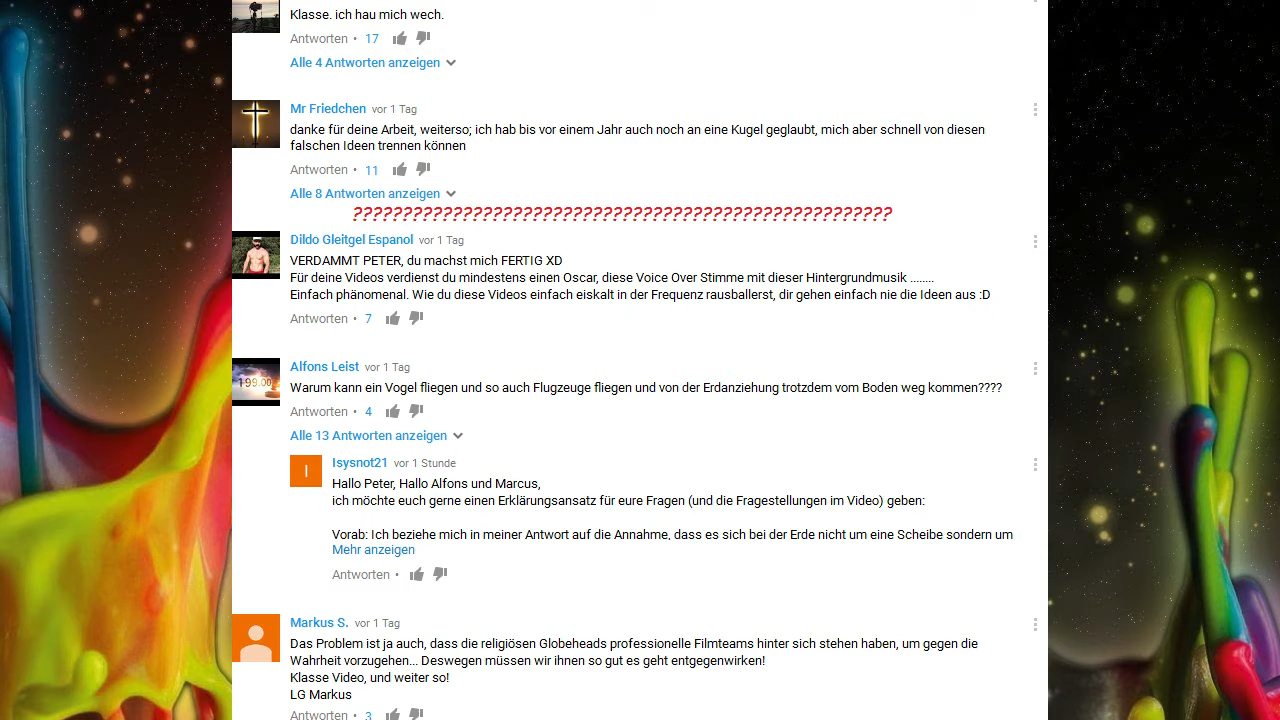 Klasse. ich hau mich wech.
Antworten • 17
Alle 4 Antworten anzeigen
Mr Friedchen vor 1 Tag
danke für deine Arbeit, weiterso; ich hab bis vor einem Jahr auch noch an eine Kugel geglaubt, mich aber schnell von diesen
falschen Ideen trennen können
Antworten • 11
Alle 8 Antworten anzeigen
??????????????????????????????????????????????????????
Dildo Gleitgel Espanol vor 1 Tag
VERDAMMT PETER, du machst mich FERTIG XD
Für deine Videos verdienst du mindestens einen Oscar, diese Voice Over Stimme mit dieser Hintergrundmusik ........
Einfach phänomenal. Wie du diese Videos einfach eiskalt in der Frequenz rausballerst, dir gehen einfach nie die Ideen aus :D
Antworten • 7
Alfons Leist vor 1 Tag
199.00
Warum kann ein Vogel fliegen und so auch Flugzeuge fliegen und von der Erdanziehung trotzdem vom Boden weg kommen????
Antworten • 4
Alle 13 Antworten anzeigen
I
Isysnot21 vor 1 Stunde
Hallo Peter, Hallo Alfons und Marcus,
ich möchte euch gerne einen Erklärungsansatz für eure Fragen (und die Fragestellungen im Video) geben:
Vorab: Ich beziehe mich in meiner Antwort auf die Annahme, dass es sich bei der Erde nicht um eine Scheibe sondern um
Mehr anzeigen
Antworten •
Markus S. vor 1 Tag
Das Problem ist ja auch, dass die religiösen Globeheads professionelle Filmteams hinter sich stehen haben, um gegen die
Wahrheit vorzugehen... Deswegen müssen wir ihnen so gut es geht entgegenwirken!
Klasse Video, und weiter so!
LG Markus
Antworten • 3